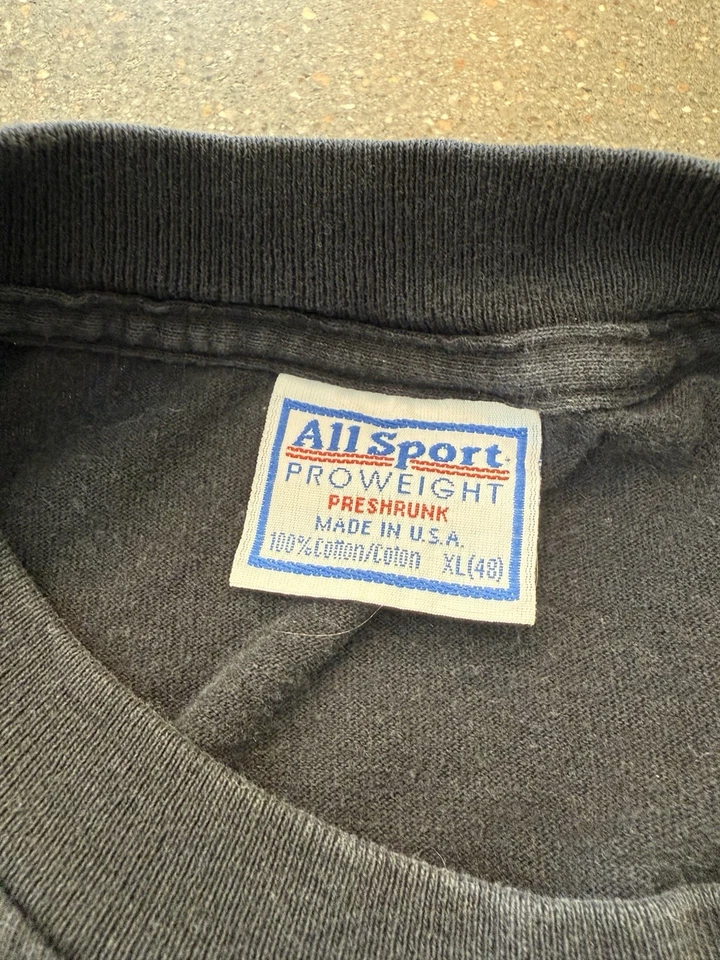 All Sport
PROWEIGHT
PRESHRUNK
MADE IN U.S.A.
100% Cotton/Coton XL(48)